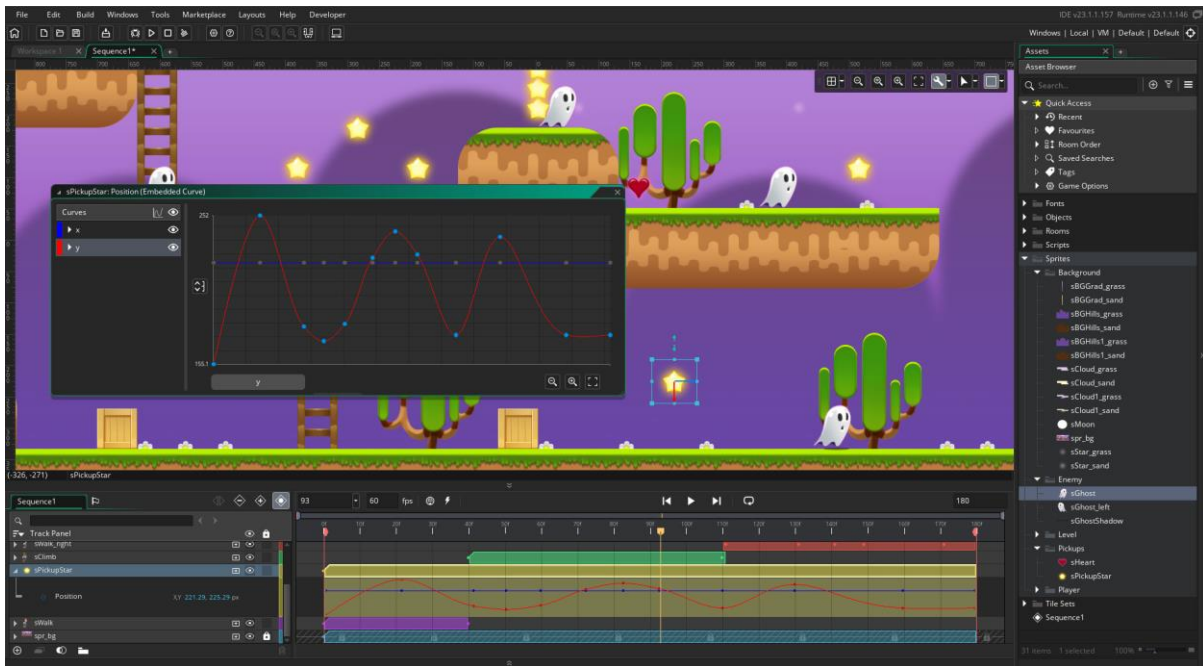 File Edit Build Windows Tools Marketplace Layouts Help Developer
IDE v23.1.1.157 Runtime v23.1.1.146
Windows | Local | VM | Default | Default
Workspace 1
Sequence1*
Assets
Asset Browser
Search...
Quick Access
Recent
Favourites
Room Order
Saved Searches
Tags
Game Options
Fonts
Objects
Rooms
Scripts
Sprites
Background
sBGGrad_grass
sBGGrad_sand
sBGHills_grass
sBGHills_sand
sBGHills1_grass
sBGHills1_sand
sCloud_grass
sCloud_sand
sCloud1_grass
sCloud1_sand
sMoon
spr_bg
sStar_grass
sStar_sand
Enemy
sGhost
sGhost_left
sGhostShadow
Level
Pickups
sHeart
sPickupStar
Player
Tile Sets
Sequence1
31 items 1 selected 100%
sPickupStar: Position (Embedded Curve)
Curves
x
y
252
155.1
y
(-326, -271) sPickupStar
Sequence1
93 60 fps 180
Track Panel
sWalk_right
sClimb
sPickupStar
Position X,Y 221.29, 225.29 px
sWalk
spr_bg